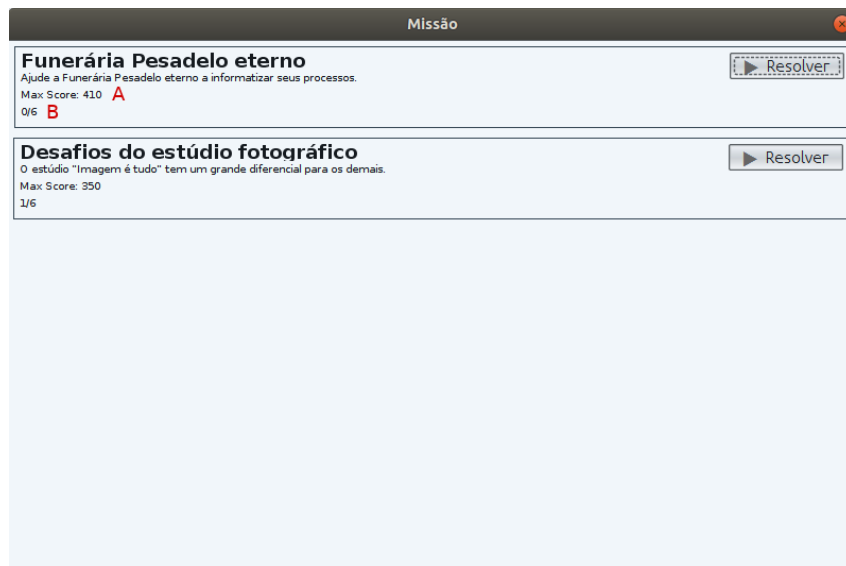 Missão
Funerária Pesadelo eterno
Ajude a Funerária Pesadelo eterno a informatizar seus processos.
Max Score: 410 A
0/6 B
Resolver
Desafios do estúdio fotográfico
O estúdio "Imagem é tudo" tem um grande diferencial para os demais.
Max Score: 350
1/6
Resolver